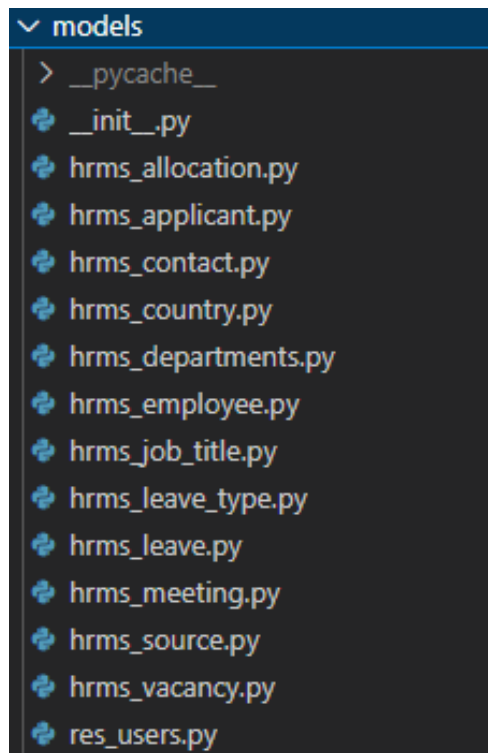 models
__pycache__
__init__.py
hrms_allocation.py
hrms_applicant.py
hrms_contact.py
hrms_country.py
hrms_departments.py
hrms_employee.py
hrms_job_title.py
hrms_leave_type.py
hrms_leave.py
hrms_meeting.py
hrms_source.py
hrms_vacancy.py
res_users.py